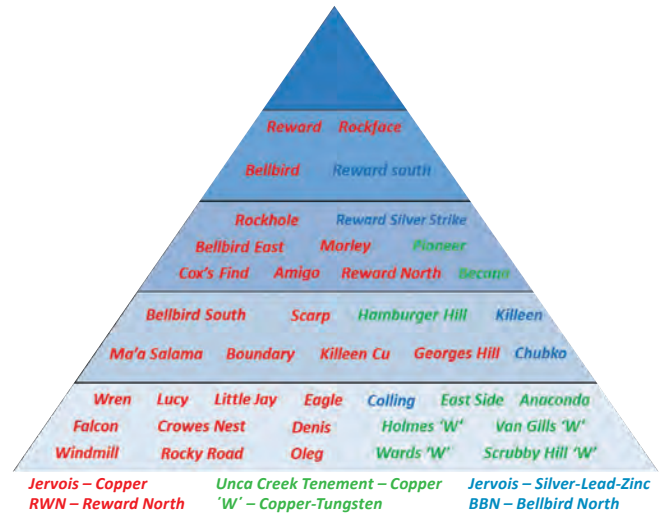 Reward Rockface
Bellbird Reward south
Rockhole Reward Silver Strike
Bellbird East Morley Pioneer
Cox's Find Amigo Reward North Becana
Bellbird South Scarp Hamburger Hill Killeen
Ma'a Salama Boundary Killeen Cu Georges Hill Chubko
Wren Lucy Little Jay Eagle Colling East Side Anaconda
Falcon Crowes Nest Denis Holmes ‘W’ Van Gills ‘W’
Windmill Rocky Road Oleg Wards ‘W’ Scrubby Hill ‘W’
Jervois – Copper Unca Creek Tenement – Copper Jervois – Silver-Lead-Zinc
RWN – Reward North ‘W’ – Copper-Tungsten BBN – Bellbird North